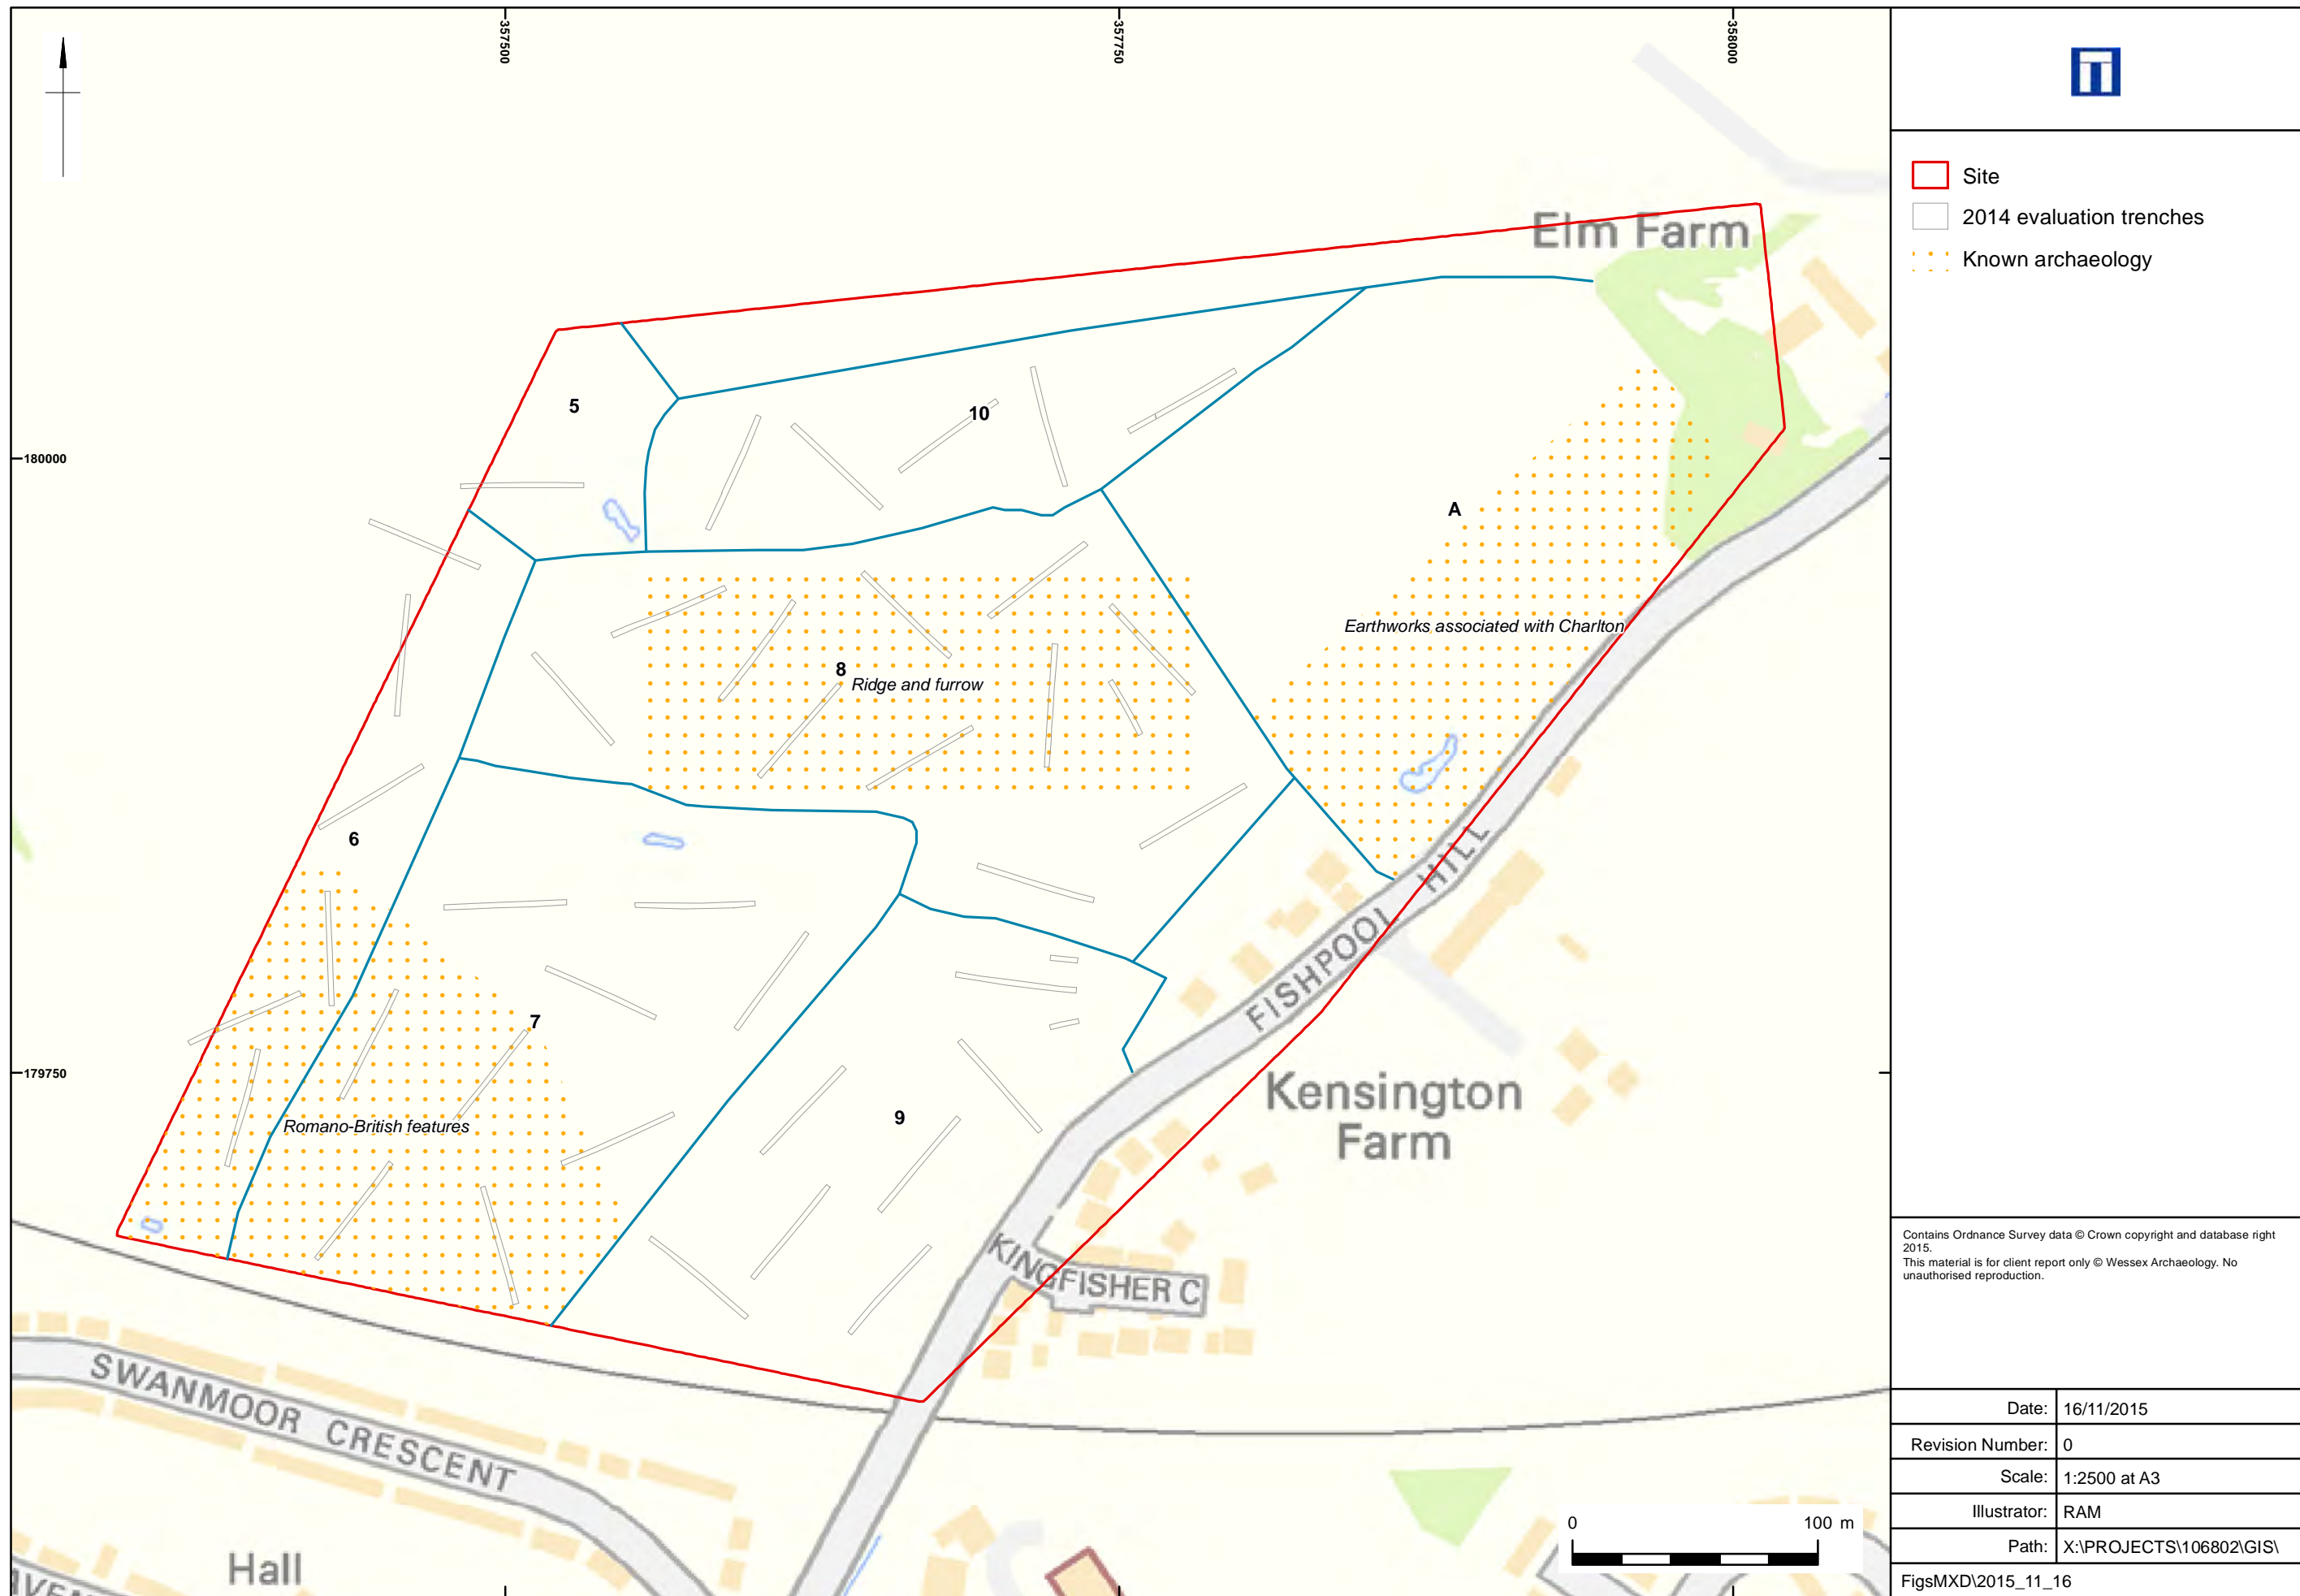 357500
357750
358000
Site
2014 evaluation trenches
Known archaeology
Elm Farm
5
10
180000
A
Earthworks associated with Charlton
8
Ridge and furrow
6
FISHPOOL HILL
7
179750
Kensington
Farm
9
Romano-British features
KINGFISHER C
SWANMOOR CRESCENT
Hall
0
100 m
Contains Ordnance Survey data © Crown copyright and database right
2015.
This material is for client report only © Wessex Archaeology. No
unauthorised reproduction.
Date: 16/11/2015
Revision Number: 0
Scale: 1:2500 at A3
Illustrator: RAM
Path: X:\PROJECTS\106802\GIS\
FigsMXD\2015_11_16